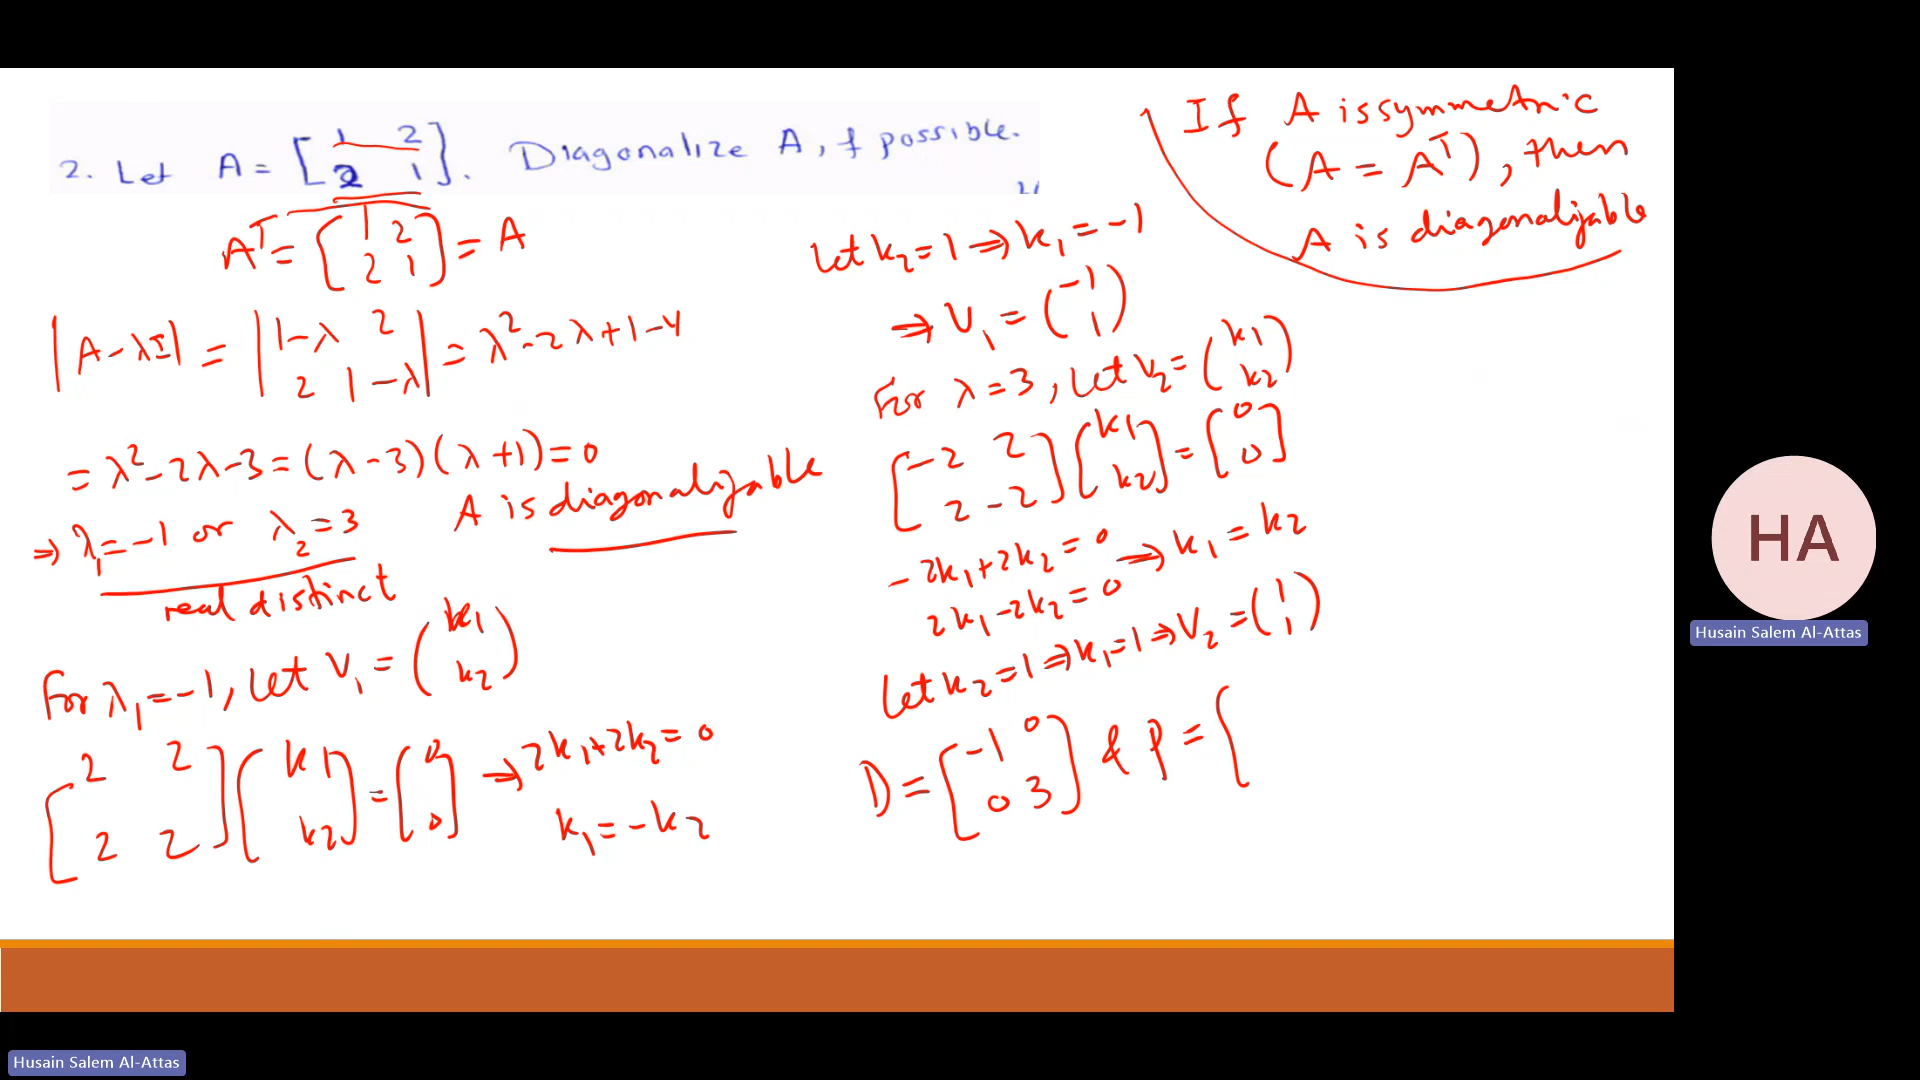 2. Let A = [1 2; 2 1]. Diagonalize A, if possible.
Aᵀ = [1 2; 2 1] = A
|A - λI| = |1-λ 2; 2 1-λ| = λ² - 2λ + 1 - 4
= λ² - 2λ - 3 = (λ - 3)(λ + 1) = 0
⇒ λ₁ = -1 or λ₂ = 3
real distinct
A is diagonalizable
For λ₁ = -1, Let V₁ = (k₁; k₂)
[2 2; 2 2][k₁; k₂] = [0; 0] ⇒ 2k₁ + 2k₂ = 0
k₁ = -k₂
Let k₂ = 1 ⇒ k₁ = -1
⇒ V₁ = (-1; 1)
For λ = 3, Let V₂ = (k₁; k₂)
[-2 2; 2 -2][k₁; k₂] = [0; 0]
-2k₁ + 2k₂ = 0 ⇒ k₁ = k₂
2k₁ - 2k₂ = 0
Let k₂ = 1 ⇒ k₁ = 1 ⇒ V₂ = (1; 1)
D = [-1 0; 0 3] & P = [
If A is symmetric
(A = Aᵀ), then
A is diagonalizable
HA
Husain Salem Al-Attas
Husain Salem Al-Attas